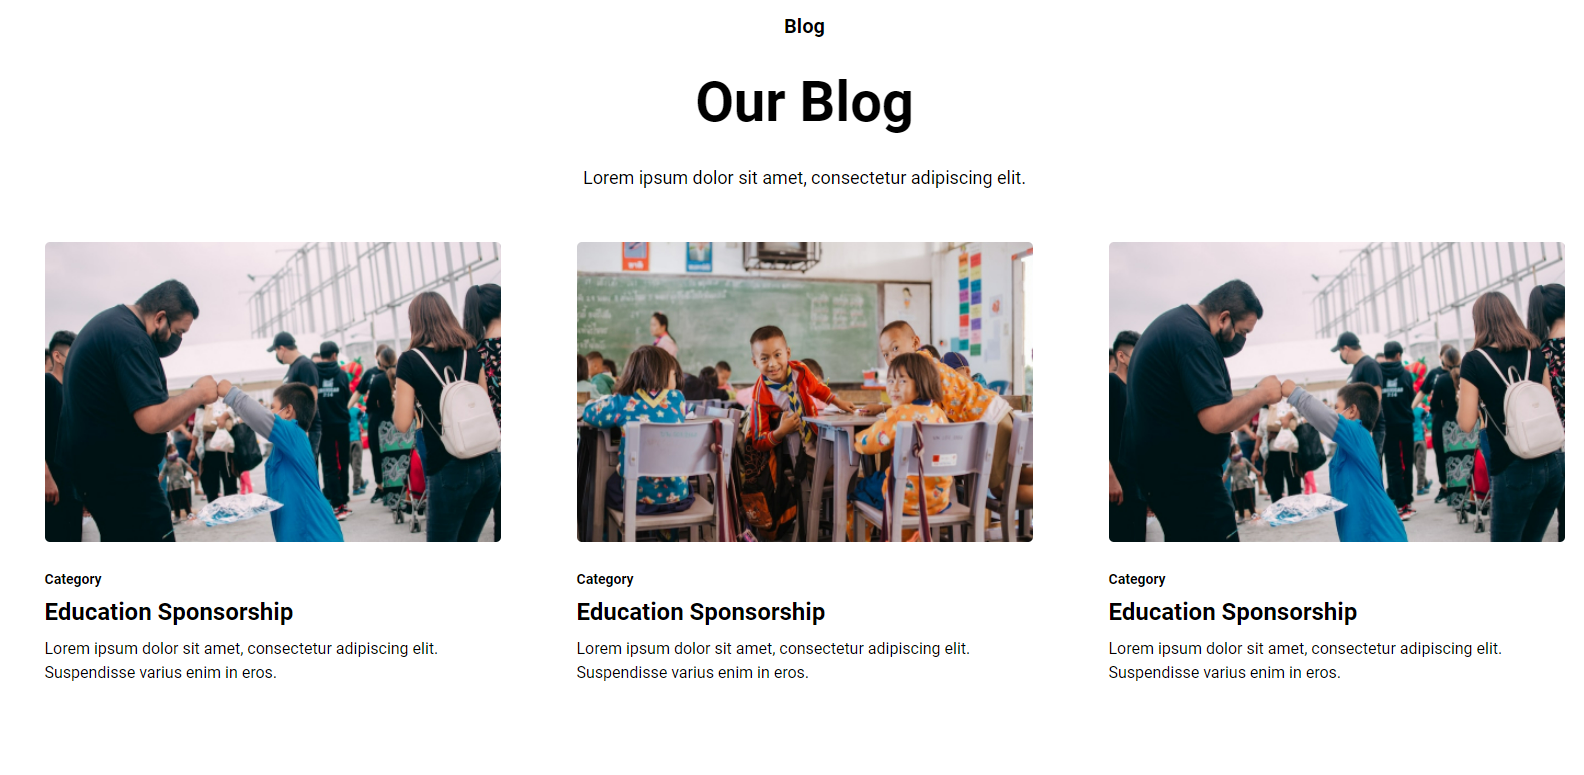 Blog
Our Blog
Lorem ipsum dolor sit amet, consectetur adipiscing elit.
Category
Education Sponsorship
Lorem ipsum dolor sit amet, consectetur adipiscing elit.
Suspendisse varius enim in eros.
Category
Education Sponsorship
Lorem ipsum dolor sit amet, consectetur adipiscing elit.
Suspendisse varius enim in eros.
Category
Education Sponsorship
Lorem ipsum dolor sit amet, consectetur adipiscing elit.
Suspendisse varius enim in eros.